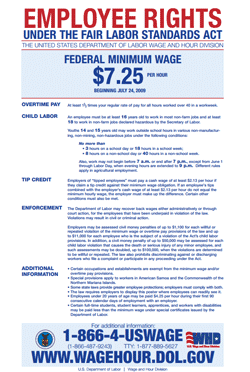 EMPLOYEE RIGHTS
UNDER THE FAIR LABOR STANDARDS ACT
THE UNITED STATES DEPARTMENT OF LABOR WAGE AND HOUR DIVISION
FEDERAL MINIMUM WAGE
$7.25 PER HOUR
BEGINNING JULY 24, 2009
OVERTIME PAY
At least 1½ times your regular rate of pay for all hours worked over 40 in a workweek.
CHILD LABOR
An employee must be at least 16 years old to work in most non-farm jobs and at least
18 to work in non-farm jobs declared hazardous by the Secretary of Labor.
Youths 14 and 15 years old may work outside school hours in various non-manufactur-
ing, non-mining, non-hazardous jobs under the following conditions:
No more than
• 3 hours on a school day or 18 hours in a school week;
• 8 hours on a non-school day or 40 hours in a non-school week.
Also, work may not begin before 7 a.m. or end after 7 p.m., except from June 1
through Labor Day, when evening hours are extended to 9 p.m. Different rules
apply in agricultural employment.
TIP CREDIT
Employers of “tipped employees” must pay a cash wage of at least $2.13 per hour if
they claim a tip credit against their minimum wage obligation. If an employee's tips
combined with the employer's cash wage of at least $2.13 per hour do not equal the
minimum hourly wage, the employer must make up the difference. Certain other
conditions must also be met.
ENFORCEMENT
The Department of Labor may recover back wages either administratively or through
court action, for the employees that have been underpaid in violation of the law.
Violations may result in civil or criminal action.
Employers may be assessed civil money penalties of up to $1,100 for each willful or
repeated violation of the minimum wage or overtime pay provisions of the law and up
to $11,000 for each employee who is the subject of a violation of the Act's child labor
provisions. In addition, a civil money penalty of up to $50,000 may be assessed for each
child labor violation that causes the death or serious injury of any minor employee, and
such assessments may be doubled, up to $100,000, when the violations are determined
to be willful or repeated. The law also prohibits discriminating against or discharging
workers who file a complaint or participate in any proceeding under the Act.
ADDITIONAL
INFORMATION
• Certain occupations and establishments are exempt from the minimum wage and/or
overtime pay provisions.
• Special provisions apply to workers in American Samoa and the Commonwealth of the
Northern Mariana Islands
• Some state laws provide greater employee protections; employers must comply with both.
• The law requires employers to display this poster where employees can readily see it.
• Employees under 20 years of age may be paid $4.25 per hour during their first 90
consecutive calendar days of employment with an employer.
• Certain full-time students, student learners, apprentices, and workers with disabilities
may be paid less than the minimum wage under special certificates issued by the
Department of Labor.
For additional information:
1-866-4-USWAGE
(1-866-487-9243) TTY: 1-877-889-5627
WHD
WWW.WAGEHOUR.DOL.GOV
U.S. Department of Labor | Wage and Hour Division